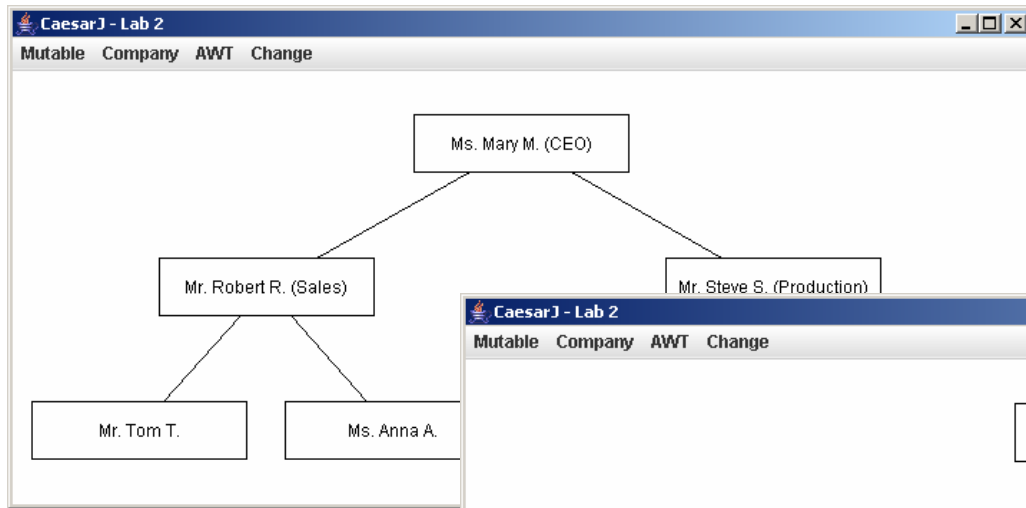 CaesarJ - Lab 2
Mutable Company AWT Change
Ms. Mary M. (CEO)
Mr. Robert R. (Sales)
Mr. Steve S. (Production)
Mr. Tom T.
Ms. Anna A.
CaesarJ - Lab 2
Mutable Company AWT Change